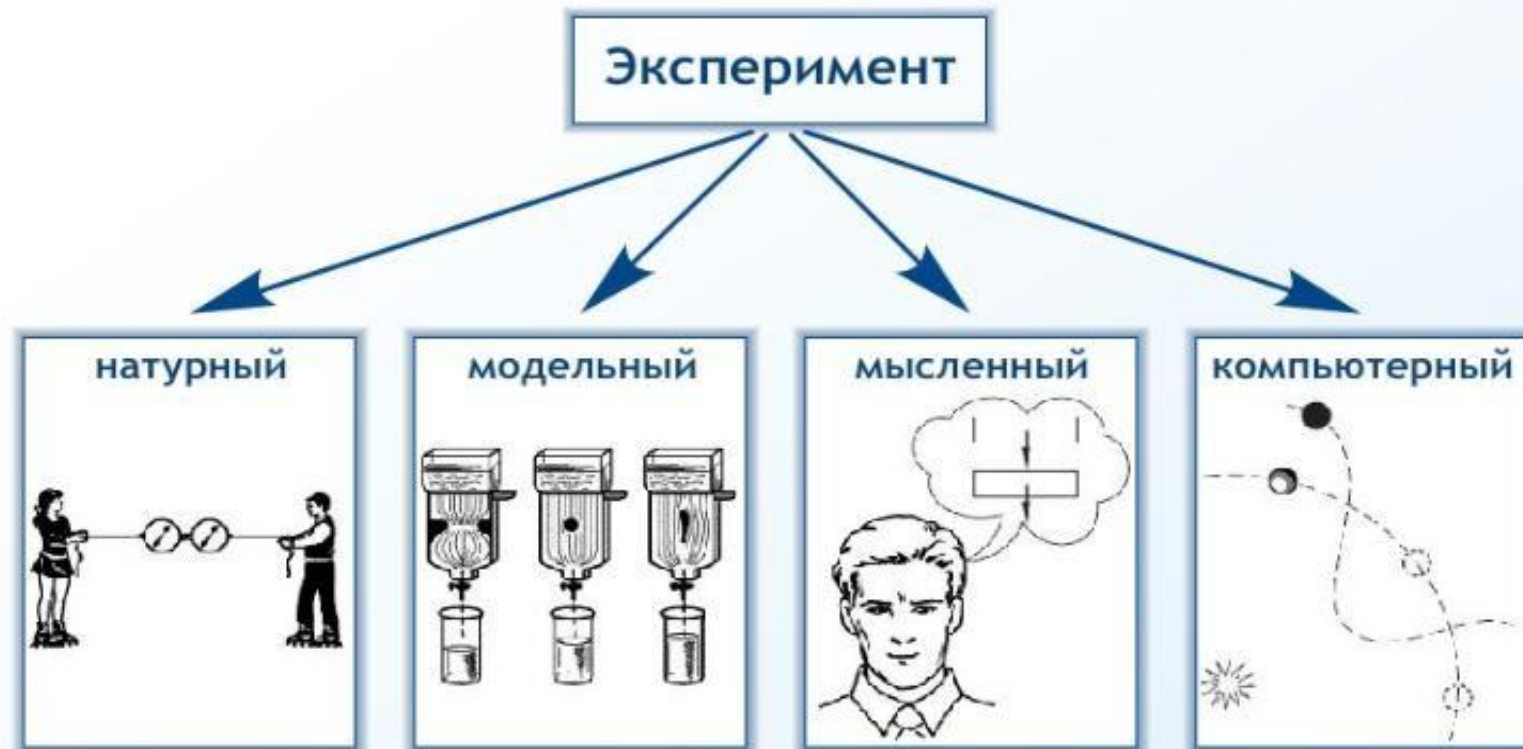 Эксперимент
натурный
модельный
мысленный
компьютерный